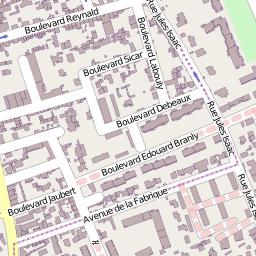 Boulevard Reynald
Rue Jules Isaac
Boulevard Labouly
Boulevard Sicar
Boulevard Debeaux
Rue Jules Isaac
Boulevard Edouard Branly
Rue Jules Isaac
Boulevard Jaubert
Avenue de la Fabrique
R